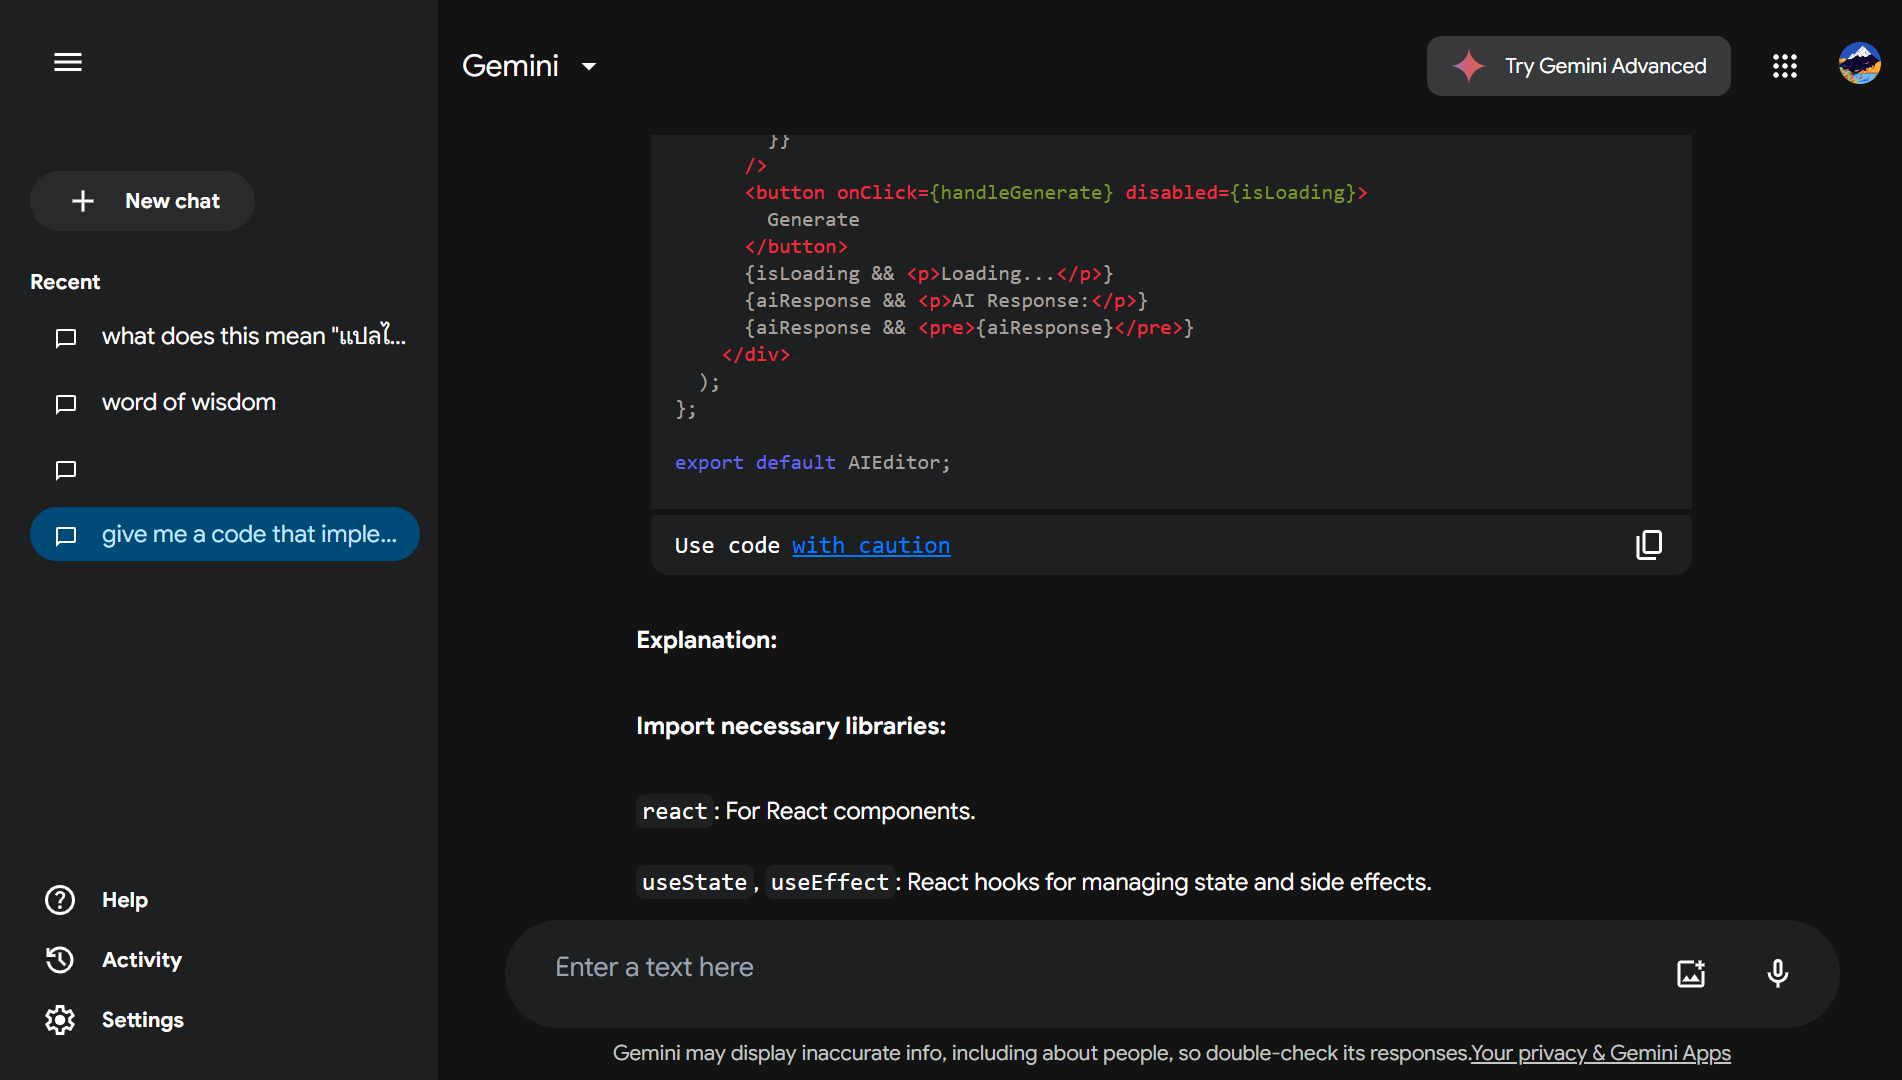 Gemini
Try Gemini Advanced
New chat
Recent
what does this mean "แปลไ...
word of wisdom
give me a code that imple...
Help
Activity
Settings
}}
/>
<button onClick={handleGenerate} disabled={isLoading}>
Generate
</button>
{isLoading && <p>Loading...</p>}
{aiResponse && <p>AI Response:</p>}
{aiResponse && <pre>{aiResponse}</pre>}
</div>
);
};
export default AIEditor;
Use code with caution
Explanation:
Import necessary libraries:
react: For React components.
useState, useEffect: React hooks for managing state and side effects.
Enter a text here
Gemini may display inaccurate info, including about people, so double-check its responses.Your privacy & Gemini Apps